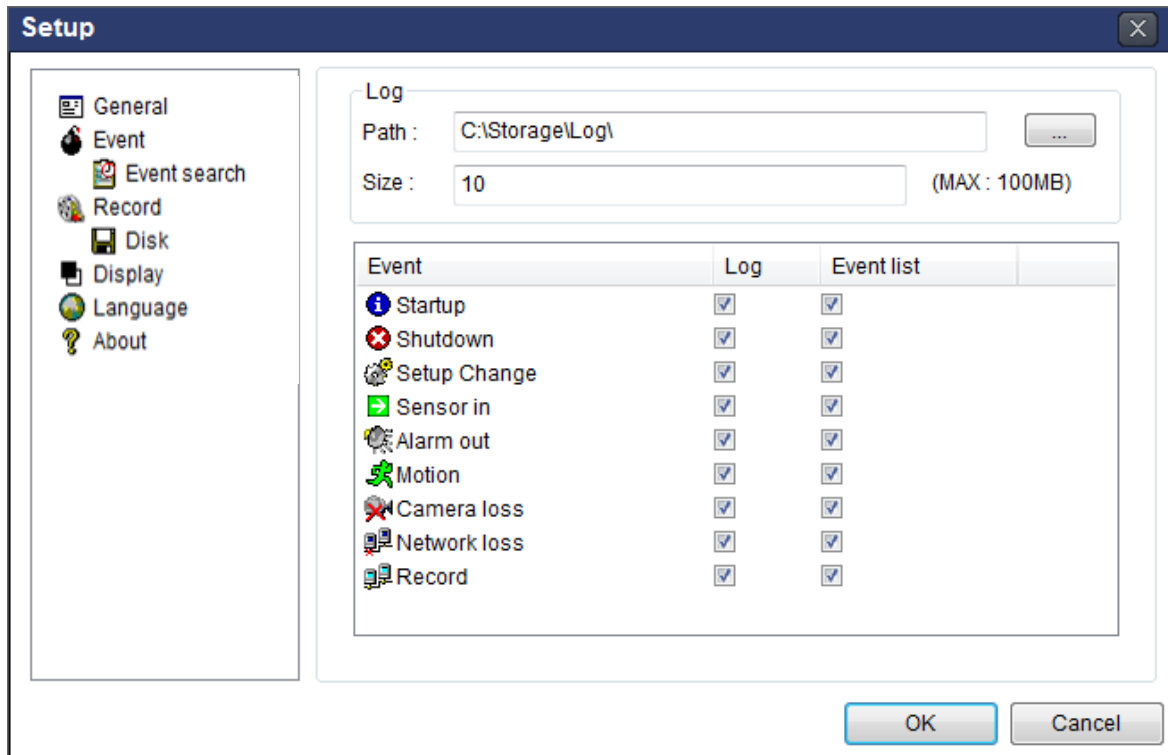 Setup
General
Event
Event search
Record
Disk
Display
Language
About
Log
Path : C:\Storage\Log\ ...
Size : 10 (MAX : 100MB)
Event Log Event list
Startup
Shutdown
Setup Change
Sensor in
Alarm out
Motion
Camera loss
Network loss
Record
OK Cancel